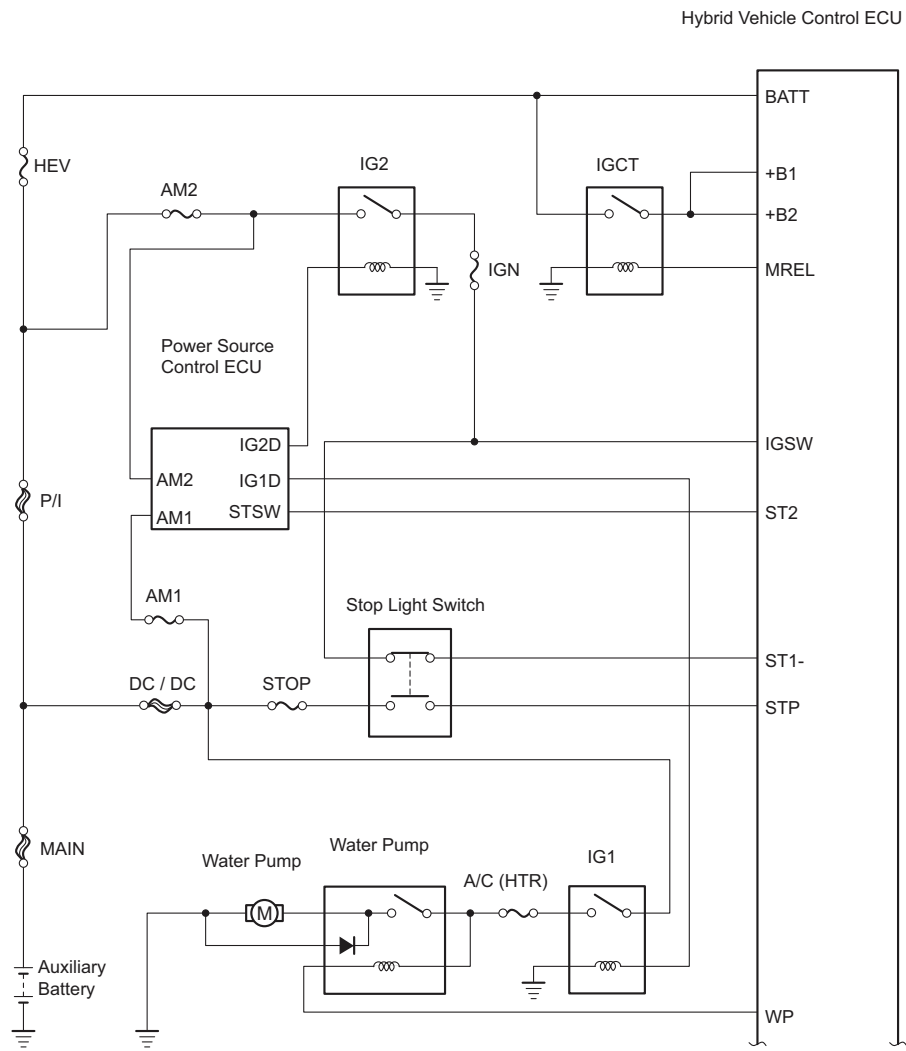 Hybrid Vehicle Control ECU
BATT
HEV
IG2
IGCT
+B1
AM2
+B2
IGN
MREL
Power Source
Control ECU
IG2D
IGSW
AM2
IG1D
P/I
STSW
ST2
AM1
AM1
Stop Light Switch
ST1-
DC / DC
STOP
STP
MAIN
Water Pump
Water Pump
IG1
A/C (HTR)
M
Auxiliary
Battery
WP